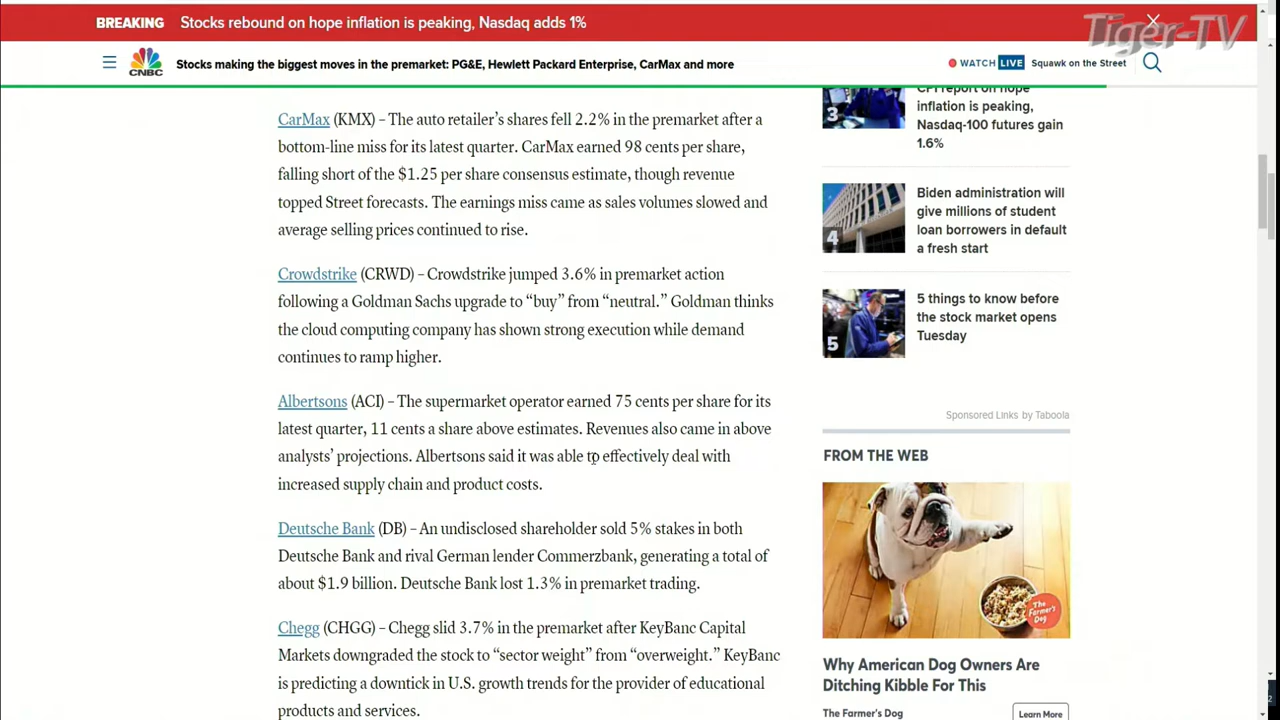 BREAKING Stocks rebound on hope inflation is peaking, Nasdaq adds 1%
Tiger-TV
CNBC
Stocks making the biggest moves in the premarket: PG&E, Hewlett Packard Enterprise, CarMax and more
WATCH LIVE Squawk on the Street
CarMax (KMX) – The auto retailer's shares fell 2.2% in the premarket after a
bottom-line miss for its latest quarter. CarMax earned 98 cents per share,
falling short of the $1.25 per share consensus estimate, though revenue
topped Street forecasts. The earnings miss came as sales volumes slowed and
average selling prices continued to rise.
Crowdstrike (CRWD) – Crowdstrike jumped 3.6% in premarket action
following a Goldman Sachs upgrade to “buy” from “neutral.” Goldman thinks
the cloud computing company has shown strong execution while demand
continues to ramp higher.
Albertsons (ACI) – The supermarket operator earned 75 cents per share for its
latest quarter, 11 cents a share above estimates. Revenues also came in above
analysts’ projections. Albertsons said it was able to effectively deal with
increased supply chain and product costs.
Deutsche Bank (DB) – An undisclosed shareholder sold 5% stakes in both
Deutsche Bank and rival German lender Commerzbank, generating a total of
about $1.9 billion. Deutsche Bank lost 1.3% in premarket trading.
Chegg (CHGG) – Chegg slid 3.7% in the premarket after KeyBanc Capital
Markets downgraded the stock to “sector weight” from “overweight.” KeyBanc
is predicting a downtick in U.S. growth trends for the provider of educational
products and services.
3
CPI report on hope
inflation is peaking,
Nasdaq-100 futures gain
1.6%
4
Biden administration will
give millions of student
loan borrowers in default
a fresh start
5
5 things to know before
the stock market opens
Tuesday
Sponsored Links by Taboola
FROM THE WEB
The
Farmer's
Dog
Why American Dog Owners Are
Ditching Kibble For This
The Farmer's Dog
Learn More